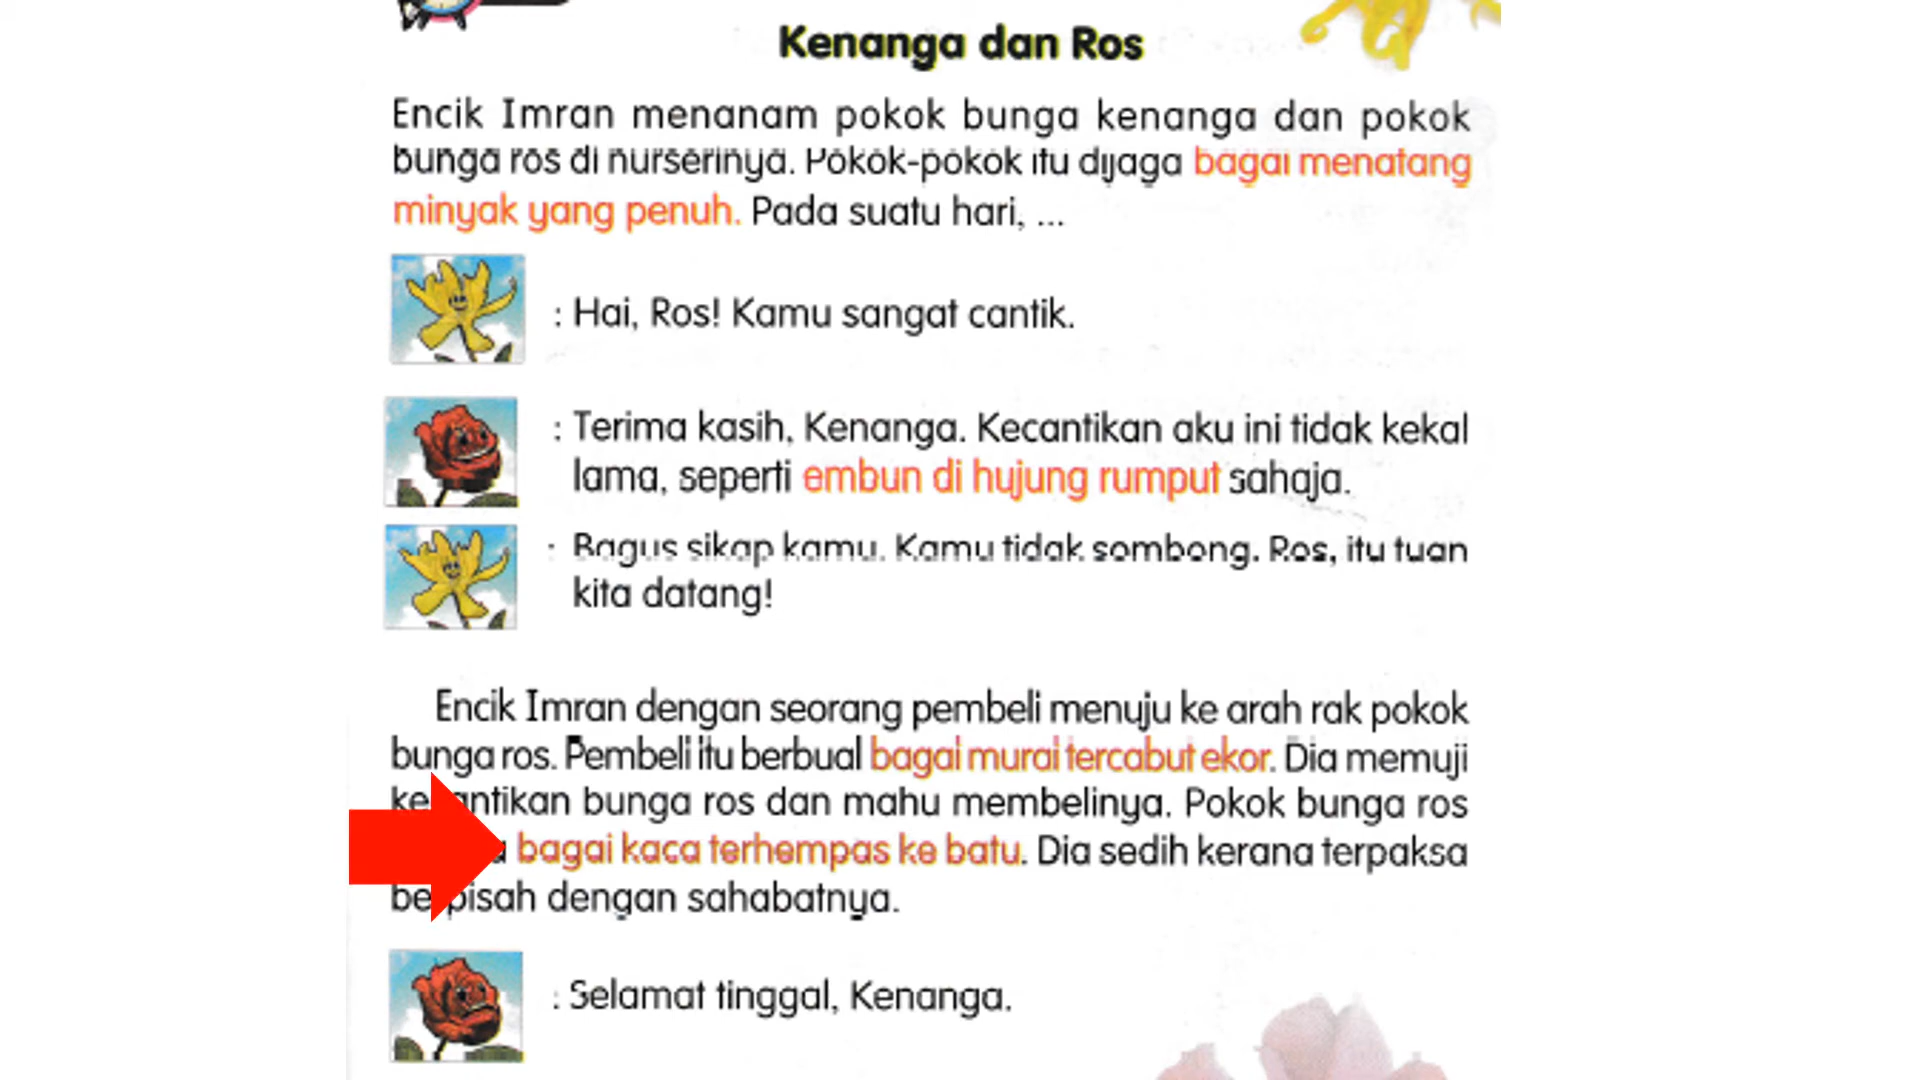 Kenanga dan Ros
Encik Imran menanam pokok bunga kenanga dan pokok
bunga ros di nurserinya. Pokok-pokok itu dijaga bagai menatang
minyak yang penuh. Pada suatu hari, ...
: Hai, Ros! Kamu sangat cantik.
: Terima kasih, Kenanga. Kecantikan aku ini tidak kekal
lama, seperti embun di hujung rumput sahaja.
: Bagus sikap kamu. Kamu tidak sombong. Ros, itu tuan
kita datang!
Encik Imran dengan seorang pembeli menuju ke arah rak pokok
bunga ros. Pembeli itu berbual bagai murai tercabut ekor. Dia memuji
kecantikan bunga ros dan mahu membelinya. Pokok bunga ros
bagai kaca terhempas ke batu. Dia sedih kerana terpaksa
berpisah dengan sahabatnya.
: Selamat tinggal, Kenanga.